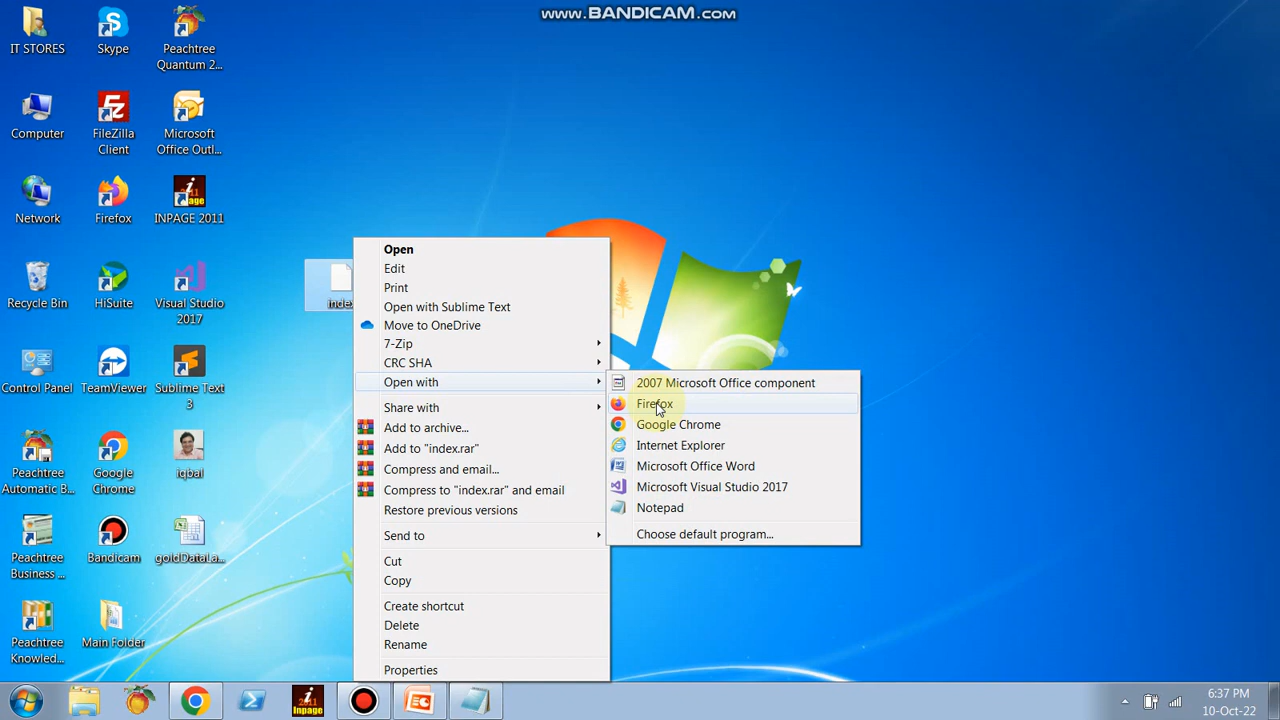 www.BANDICAM.com
IT STORES
Skype
Peachtree
Quantum 2...
Computer
FileZilla
Client
Microsoft
Office Outl...
Network
Firefox
INPAGE 2011
Recycle Bin
HiSuite
Visual Studio
2017
Control Panel
TeamViewer
Sublime Text
3
Peachtree
Automatic B...
Google
Chrome
iqbal
Peachtree
Business ...
Bandicam
goldDataLa...
Peachtree
Knowled...
Main Folder
index
Open
Edit
Print
Open with Sublime Text
Move to OneDrive
7-Zip
CRC SHA
Open with
Share with
Add to archive...
Add to "index.rar"
Compress and email...
Compress to "index.rar" and email
Restore previous versions
Send to
Cut
Copy
Create shortcut
Delete
Rename
Properties
2007 Microsoft Office component
Firefox
Google Chrome
Internet Explorer
Microsoft Office Word
Microsoft Visual Studio 2017
Notepad
Choose default program...
Inpage
6:37 PM
10-Oct-22